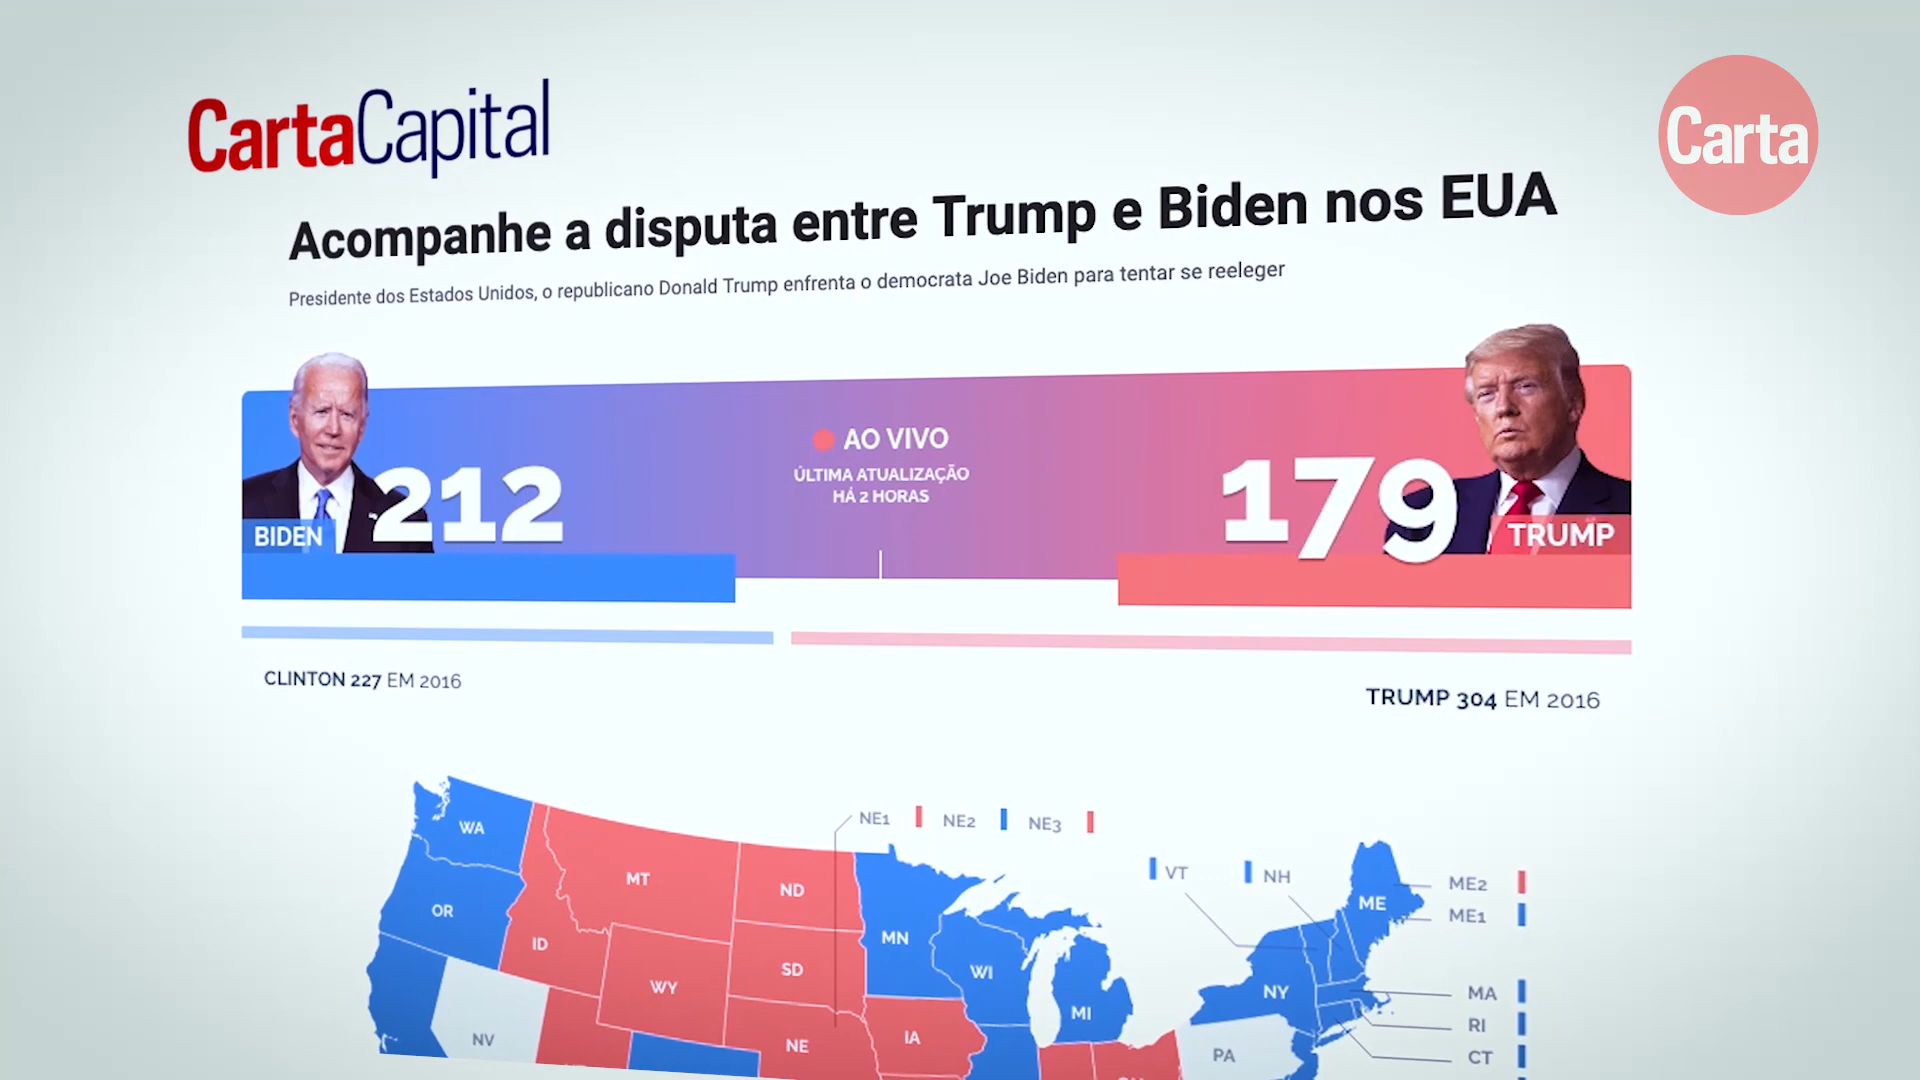 CartaCapital
Carta
Acompanhe a disputa entre Trump e Biden nos EUA
Presidente dos Estados Unidos, o republicano Donald Trump enfrenta o democrata Joe Biden para tentar se reeleger
AO VIVO
ÚLTIMA ATUALIZAÇÃO
HÁ 2 HORAS
212
179
BIDEN
TRUMP
CLINTON 227 EM 2016
TRUMP 304 EM 2016
NE1
NE2
NE3
WA
MT
ND
VT
NH
ME2
ME
ME1
OR
ID
MN
SD
WI
WY
NY
MA
MI
RI
NV
NE
IA
PA
CT